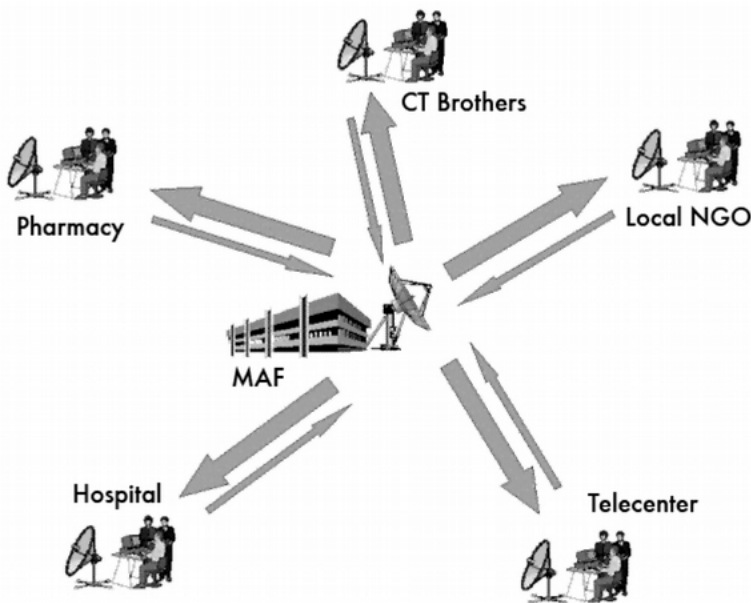 CT Brothers
Pharmacy
Local NGO
MAF
Hospital
Telecenter